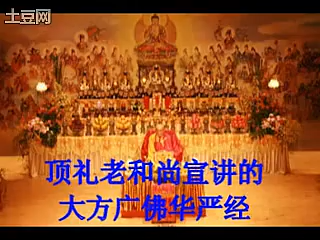 土豆网
顶礼老和尚宣讲的
大方广佛华严经